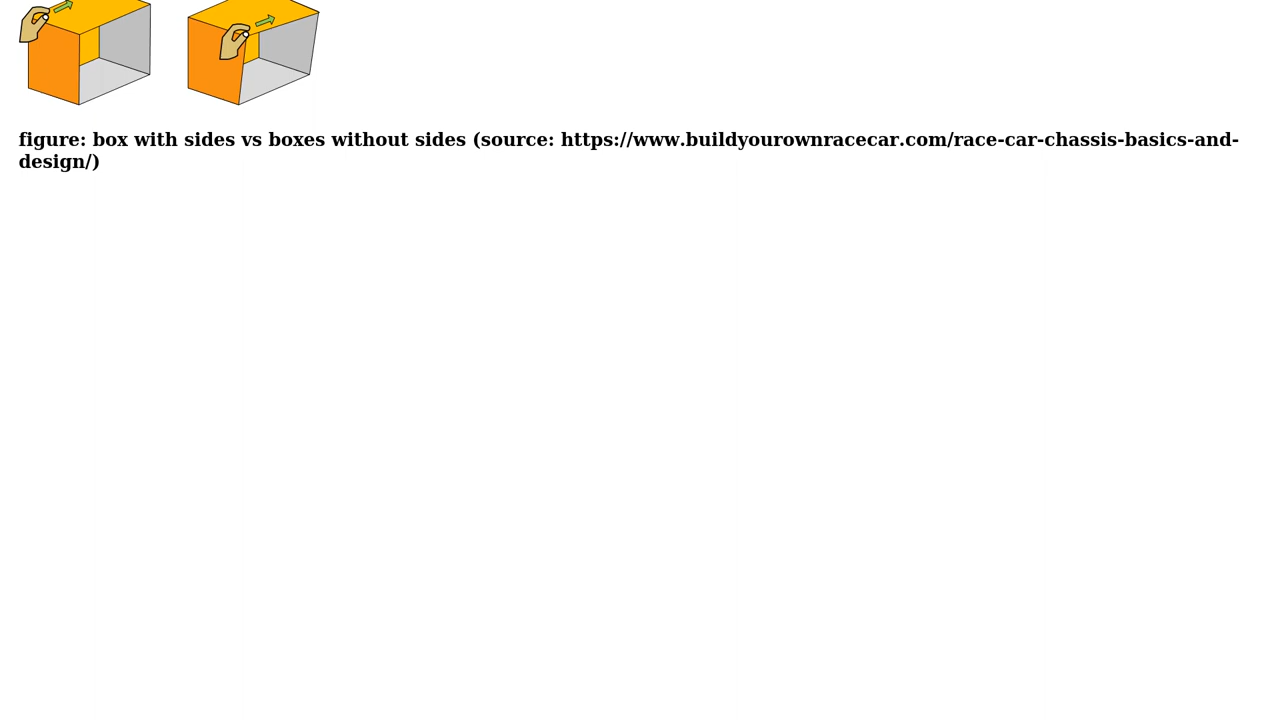 figure: box with sides vs boxes without sides (source: https://www.buildyourownracecar.com/race-car-chassis-basics-and-
design/)